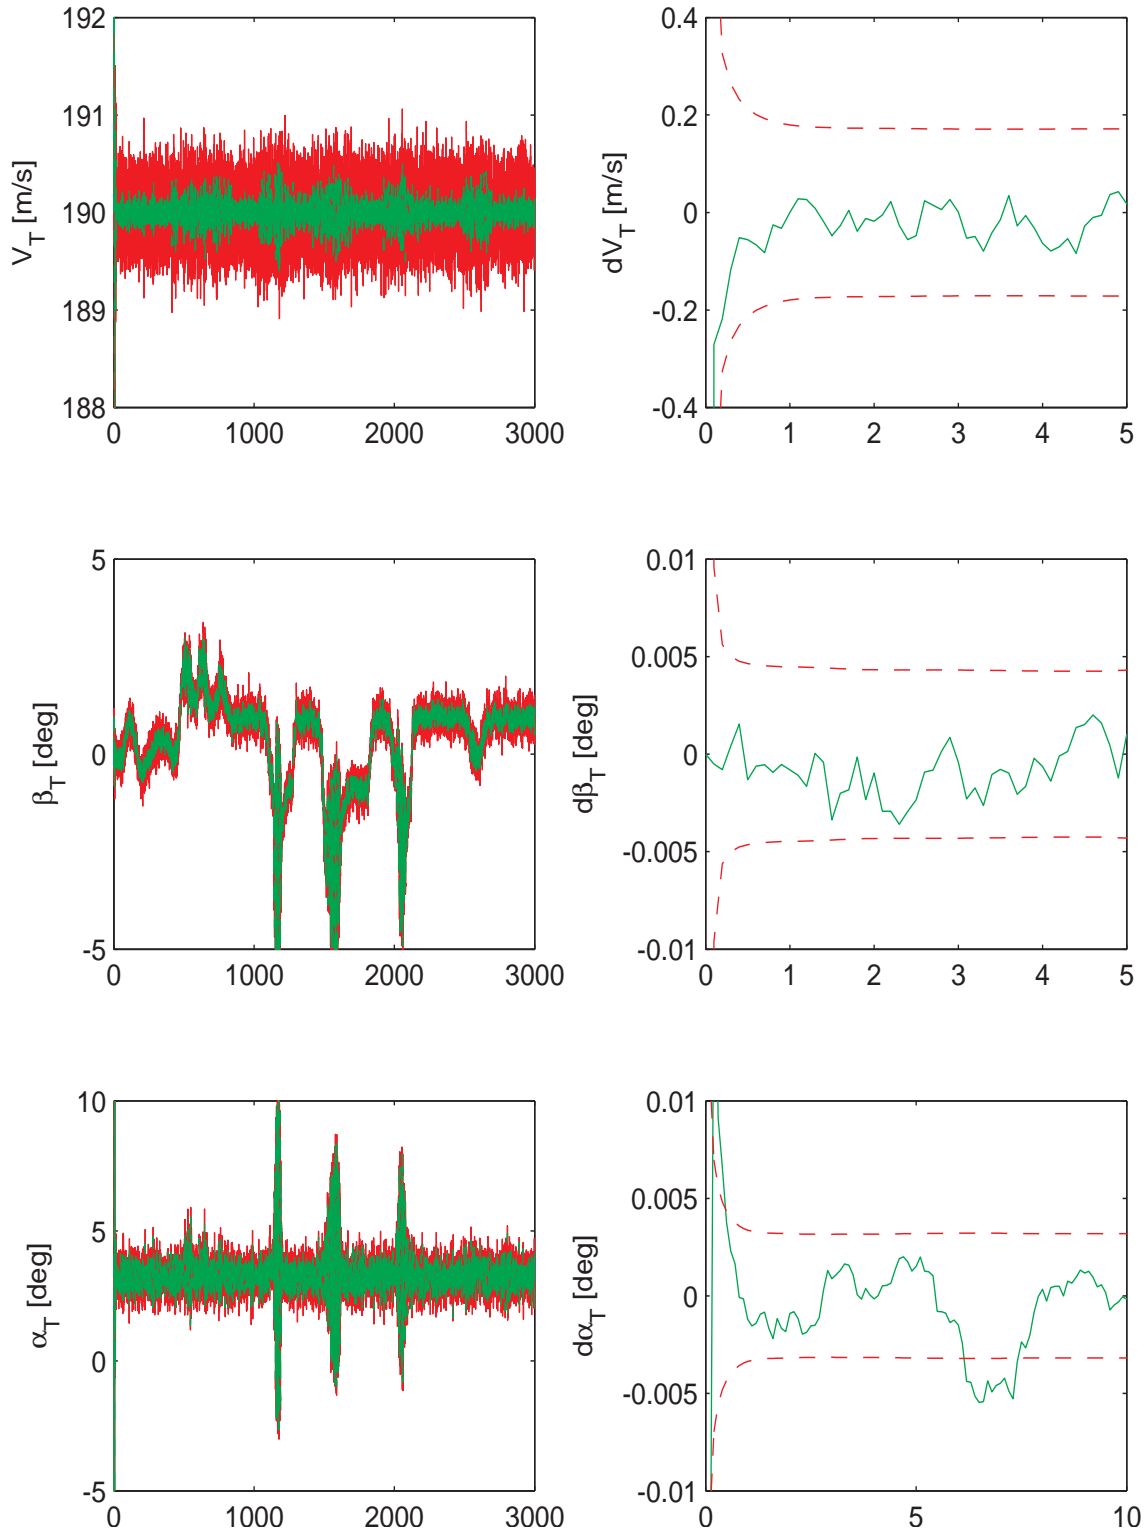 192
191
190
189
188
V_T [m/s]
0 1000 2000 3000
0.4
0.2
0
-0.2
-0.4
dV_T [m/s]
0 1 2 3 4 5
5
0
-5
β_T [deg]
0 1000 2000 3000
0.01
0.005
0
-0.005
-0.01
dβ_T [deg]
0 1 2 3 4 5
10
5
0
-5
α_T [deg]
0 1000 2000 3000
0.01
0.005
0
-0.005
-0.01
dα_T [deg]
0 5 10